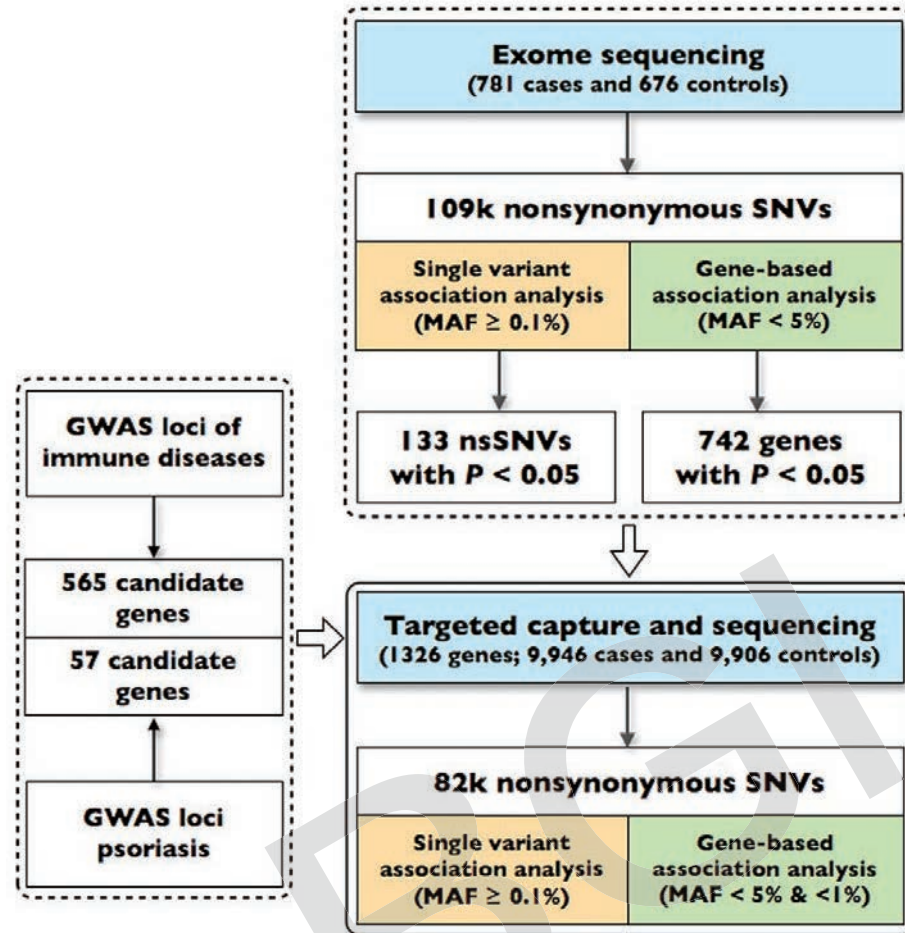 Exome sequencing
(781 cases and 676 controls)
109k nonsynonymous SNVs
Single variant
association analysis
(MAF ≥ 0.1%)
Gene-based
association analysis
(MAF < 5%)
133 nsSNVs
with P < 0.05
742 genes
with P < 0.05
GWAS loci of
immune diseases
565 candidate
genes
57 candidate
genes
GWAS loci
psoriasis
Targeted capture and sequencing
(1326 genes; 9,946 cases and 9,906 controls)
82k nonsynonymous SNVs
Single variant
association analysis
(MAF ≥ 0.1%)
Gene-based
association analysis
(MAF < 5% & <1%)